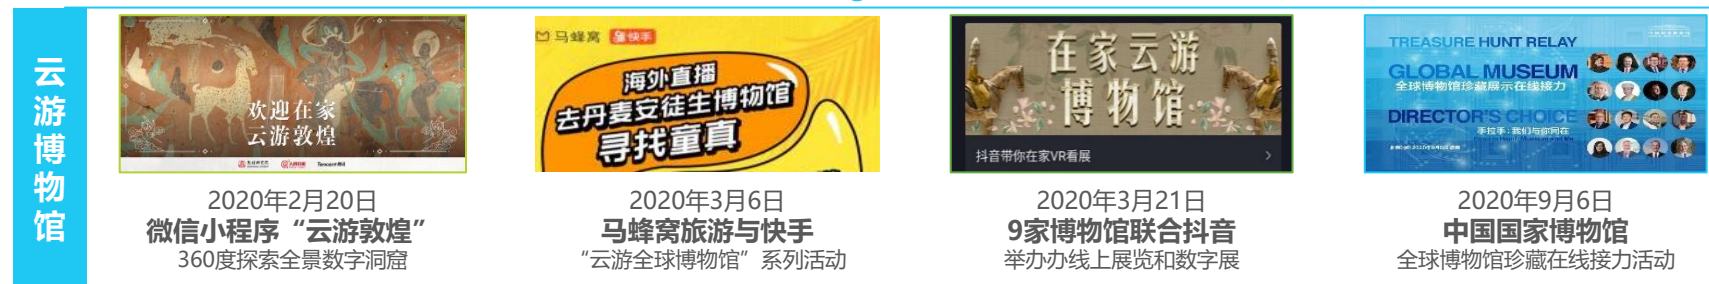 云游博物馆
欢迎在家
云游敦煌
Tencent腾讯
2020年2月20日
微信小程序“云游敦煌”
360度探索全景数字洞窟
马蜂窝 快手
海外直播
去丹麦安徒生博物馆
寻找童真
2020年3月6日
马蜂窝旅游与快手
“云游全球博物馆”系列活动
在家云游
博物馆
抖音带你在家VR看展
2020年3月21日
9家博物馆联合抖音
举办办线上展览和数字展
TREASURE HUNT RELAY
GLOBAL MUSEUM
全球博物馆珍藏展示在线接力
DIRECTOR'S CHOICE
手拉手:我们与你同在
2020年9月6日
中国国家博物馆
全球博物馆珍藏在线接力活动